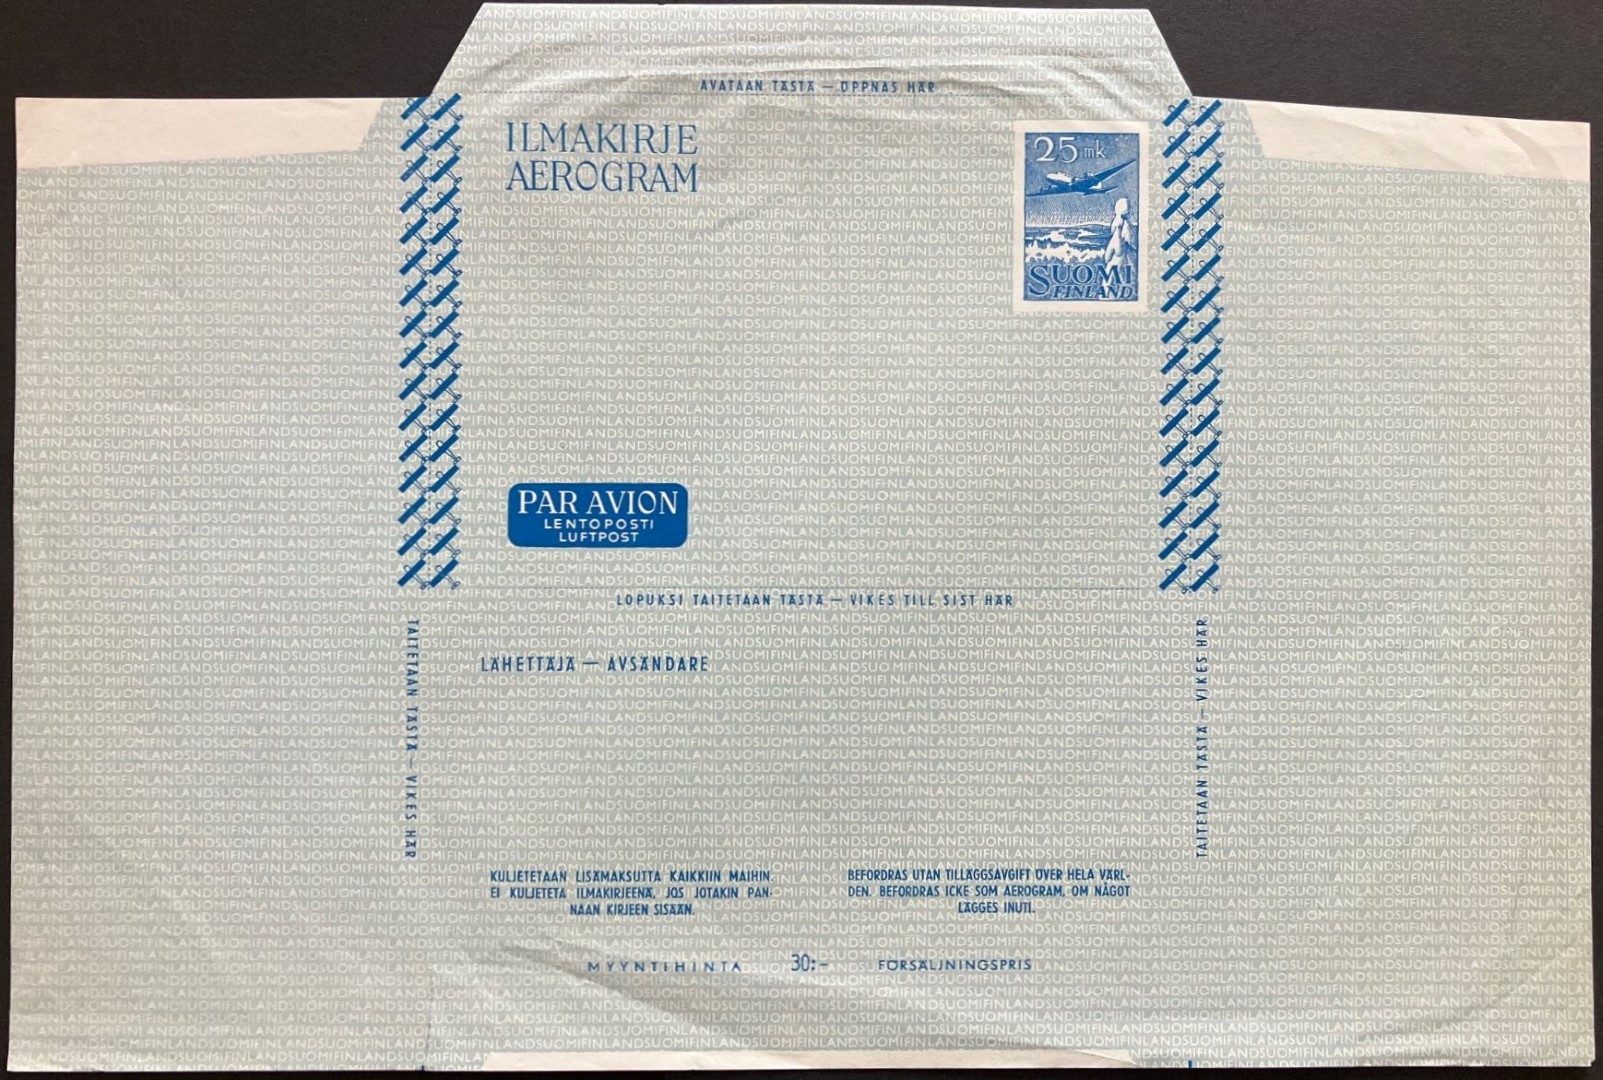 AVATAAN TÄSTÄ — ÖPPNAS HÄR
ILMAKIRJE
AEROGRAM
25 mk
SUOMI
FINLAND
PAR AVION
LENTOPOSTI
LUFTPOST
LOPUKSI TAITETAAN TÄSTÄ — VIKES TILL SIST HÄR
TAITETAAN TÄSTÄ — VIKES HÄR
TAITETAAN TÄSTÄ — VIKES HÄR
LÄHETTÄJÄ — AVSÄNDARE
KULJETETAAN LISÄMAKSUTTA KAIKKIIN MAIHIN.
EI KULJETETA ILMAKIRJEENÄ, JOS JOTAKIN PAN-
NAAN KIRJEEN SISÄÄN.
BEFORDRAS UTAN TILLÄGGSAVGIFT ÖVER HELA VÄRL-
DEN. BEFORDRAS ICKE SOM AEROGRAM, OM NÅGOT
LÄGGES INUTI.
MYYNTIHINTA 30:- FÖRSÄLJNINGSPRIS